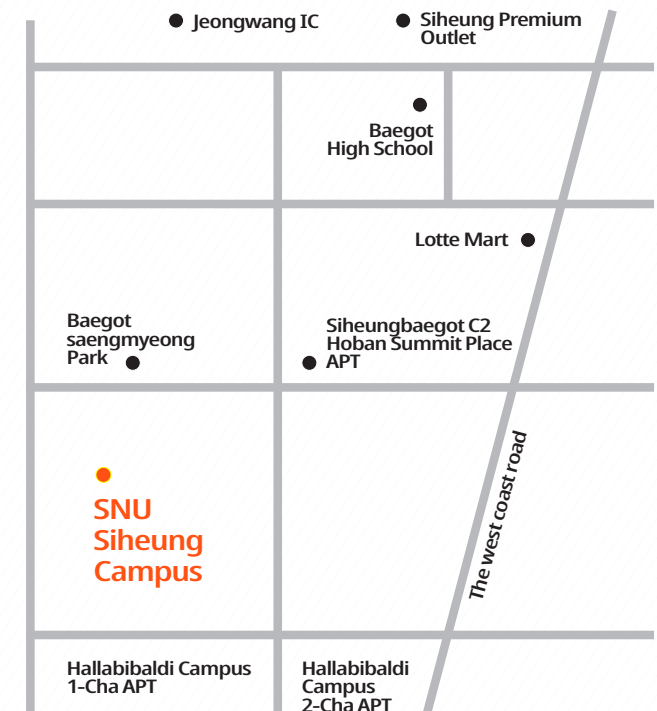 Jeongwang IC
Siheung Premium
Outlet
Baegot
High School
Lotte Mart
Baegot
saengmyeong
Park
Siheungbaegot C2
Hoban Summit Place
APT
The west coast road
SNU
Siheung
Campus
Hallabibaldi Campus
1-Cha APT
Hallabibaldi
Campus
2-Cha APT